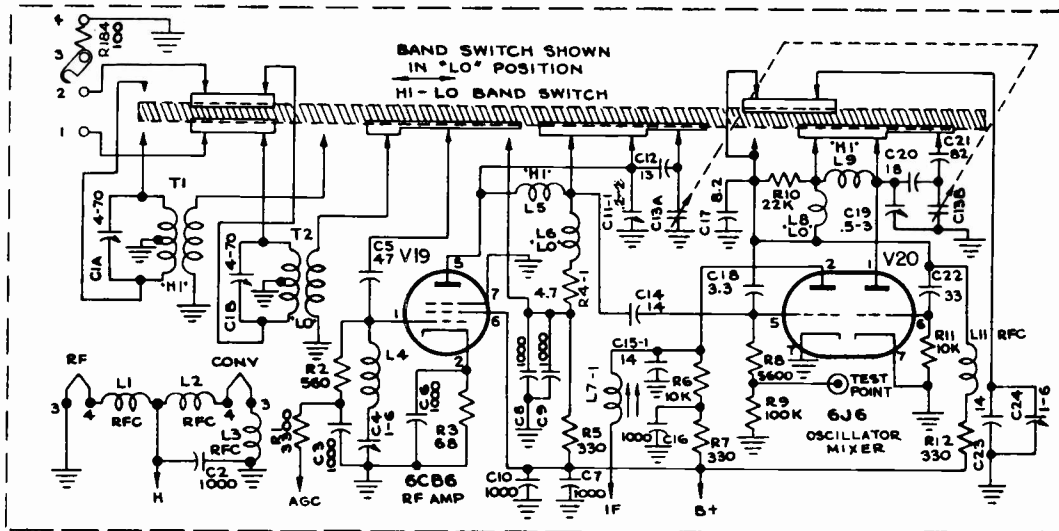 4
R184
100
3
2
1
BAND SWITCH SHOWN
IN "LO" POSITION
HI-LO BAND SWITCH
T1
4-70
C1A
"HI"
T2
4-70
C1B
"LO"
C5
47
V19
5
7
6
1
2
"HI"
L5
L6
"LO"
4.7
R4-1
C12
13
C11-1
C13A
C17
8.2
R10
22K
"HI"
L9
L8
"LO"
C19
.5-3
C20
18
C21
82
C13B
C18
3.3
2
1
V20
5
6
7
C22
33
R11
10K
L11
RFC
C14
14
C15-1
14
L7-1
R6
10K
C16
1000
R7
330
R8
5600
R9
100K
TEST
POINT
6J6
OSCILLATOR
MIXER
R12
330
14
C23
C24
1-6
RF
3
4
L1
RFC
L2
RFC
CONV
4
3
L3
RFC
C2
1000
H
R2
560
3300
AGC
C3
1000
L4
C4
1-6
C6
1000
R3
68
6CB6
RF AMP
1000
C8
1000
C9
C10
1000
R5
330
C7
1000
IF
B+